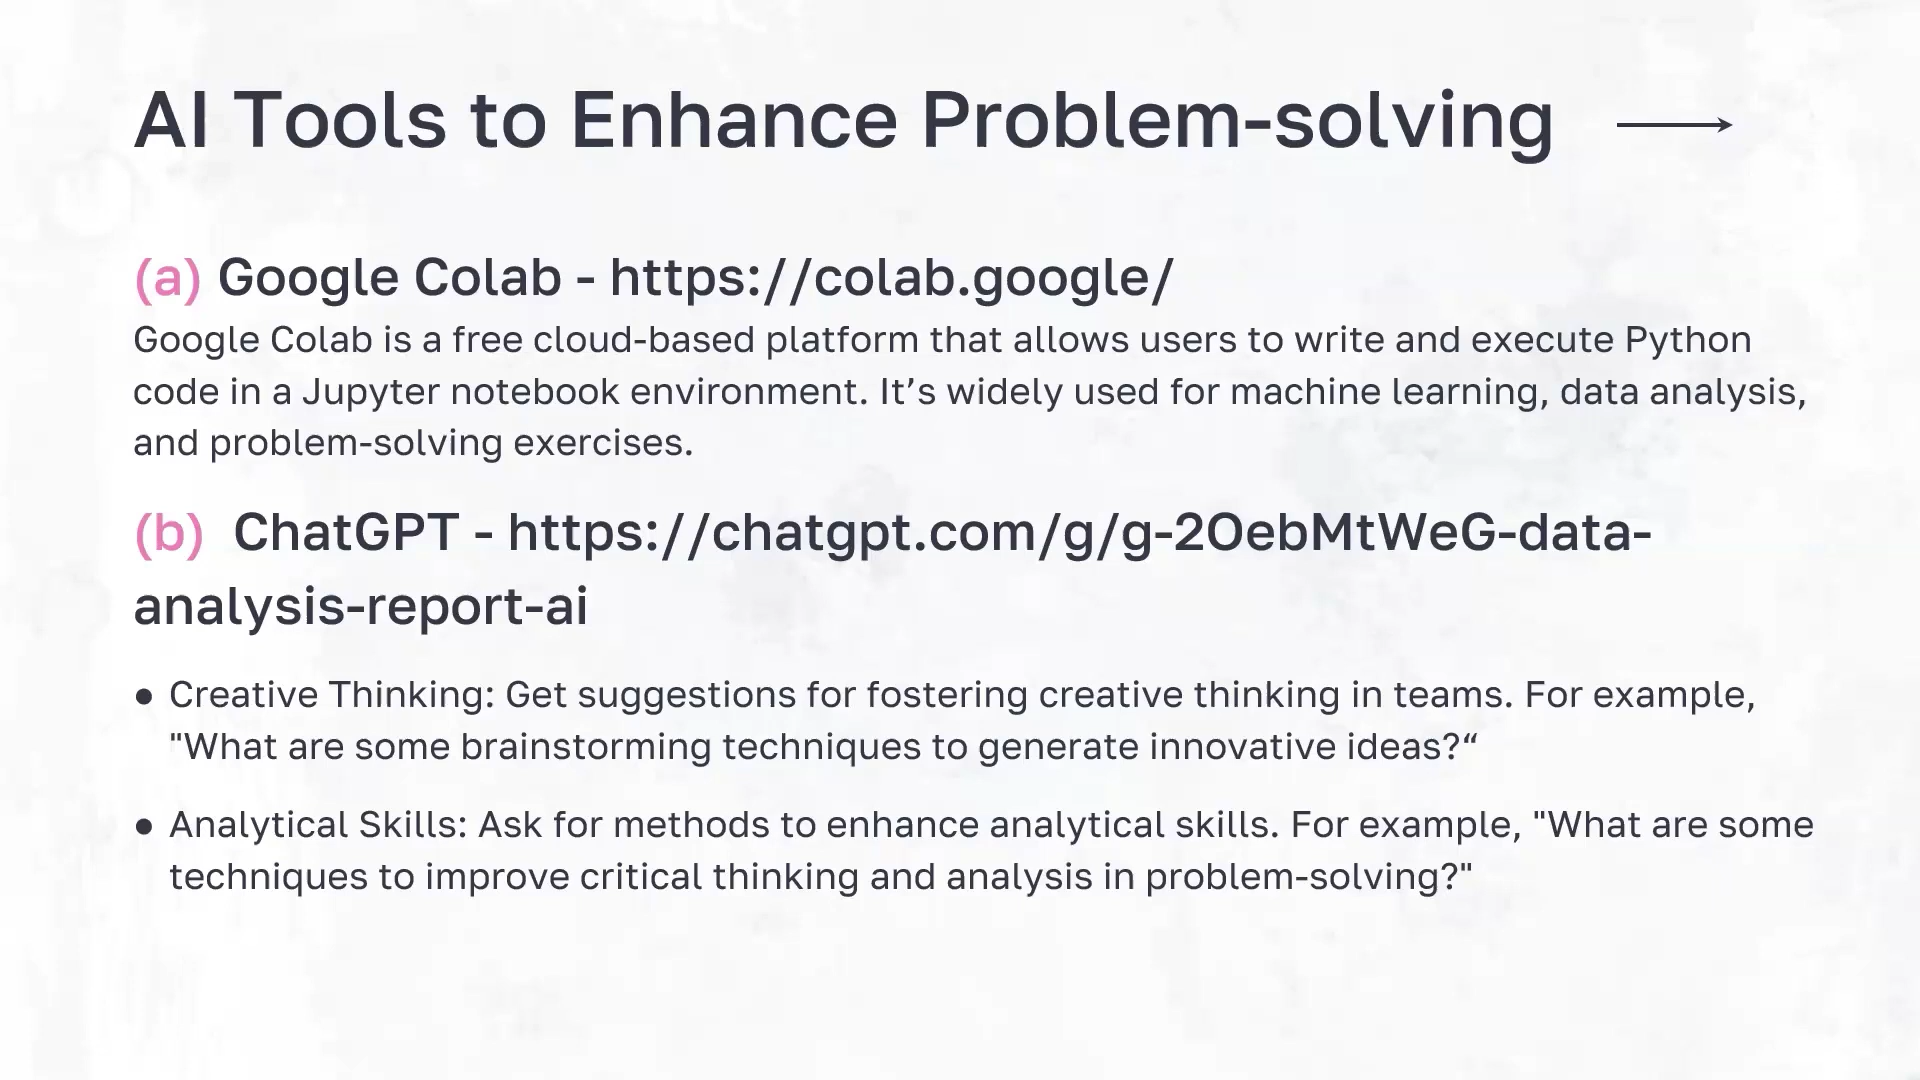 AI Tools to Enhance Problem-solving
(a) Google Colab - https://colab.google/
Google Colab is a free cloud-based platform that allows users to write and execute Python
code in a Jupyter notebook environment. It’s widely used for machine learning, data analysis,
and problem-solving exercises.
(b) ChatGPT - https://chatgpt.com/g/g-2OebMtWeG-data-
analysis-report-ai
● Creative Thinking: Get suggestions for fostering creative thinking in teams. For example,
"What are some brainstorming techniques to generate innovative ideas?“
● Analytical Skills: Ask for methods to enhance analytical skills. For example, "What are some
techniques to improve critical thinking and analysis in problem-solving?"